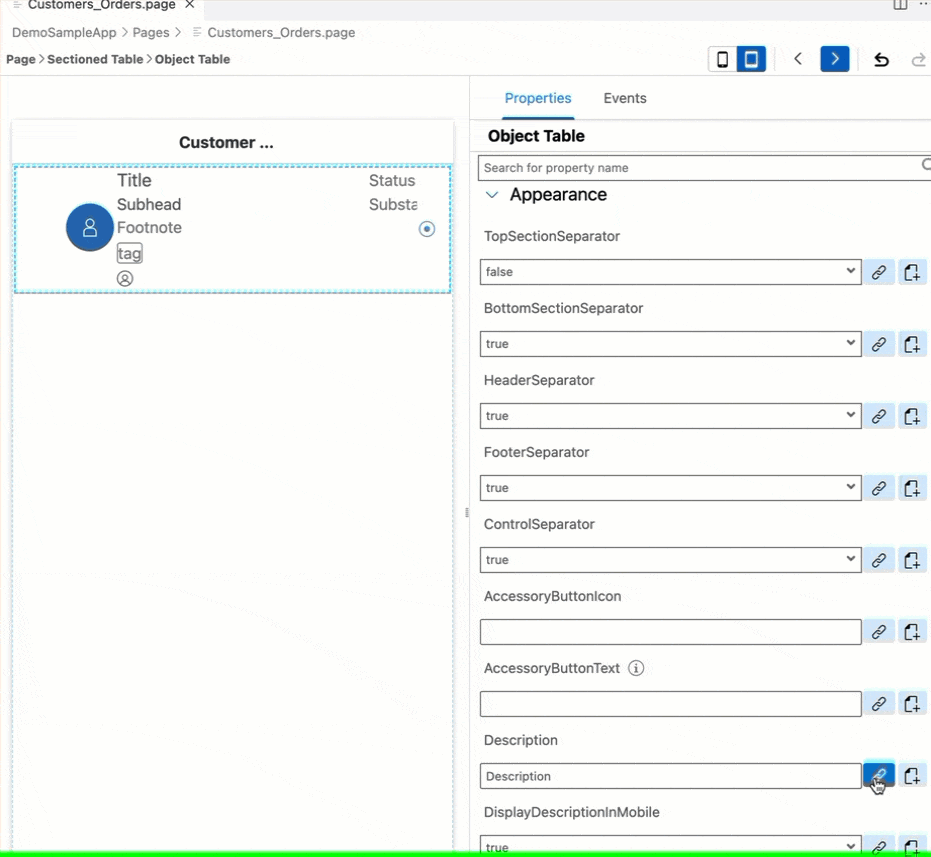 Customers_Orders.page ×
DemoSampleApp > Pages > Customers_Orders.page
Page > Sectioned Table > Object Table
Properties Events
Customer ...
Title Status
Subhead Substa
Footnote
tag
Object Table
Search for property name
Appearance
TopSectionSeparator
false
BottomSectionSeparator
true
HeaderSeparator
true
FooterSeparator
true
ControlSeparator
true
AccessoryButtonIcon
AccessoryButtonText
Description
Description
DisplayDescriptionInMobile
true